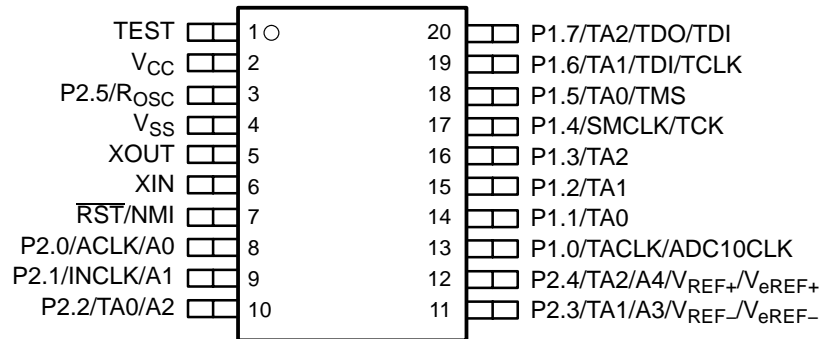 TEST 1 20 P1.7/TA2/TDO/TDI
VCC 2 19 P1.6/TA1/TDI/TCLK
P2.5/ROSC 3 18 P1.5/TA0/TMS
VSS 4 17 P1.4/SMCLK/TCK
XOUT 5 16 P1.3/TA2
XIN 6 15 P1.2/TA1
RST/NMI 7 14 P1.1/TA0
P2.0/ACLK/A0 8 13 P1.0/TACLK/ADC10CLK
P2.1/INCLK/A1 9 12 P2.4/TA2/A4/VREF+/VeREF+
P2.2/TA0/A2 10 11 P2.3/TA1/A3/VREF−/VeREF−